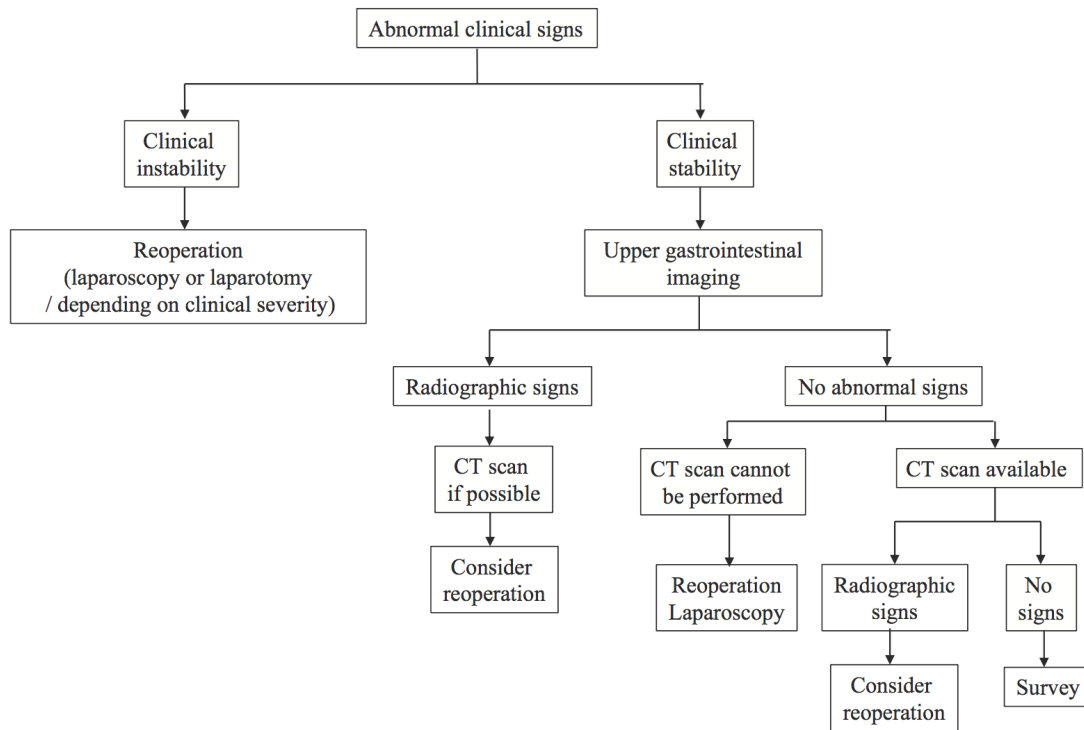 Abnormal clinical signs
Clinical
instability
Clinical
stability
Reoperation
(laparoscopy or laparotomy
/ depending on clinical severity)
Upper gastrointestinal
imaging
Radiographic signs
No abnormal signs
CT scan
if possible
CT scan cannot
be performed
CT scan available
Consider
reoperation
Reoperation
Laparoscopy
Radiographic
signs
No
signs
Consider
reoperation
Survey